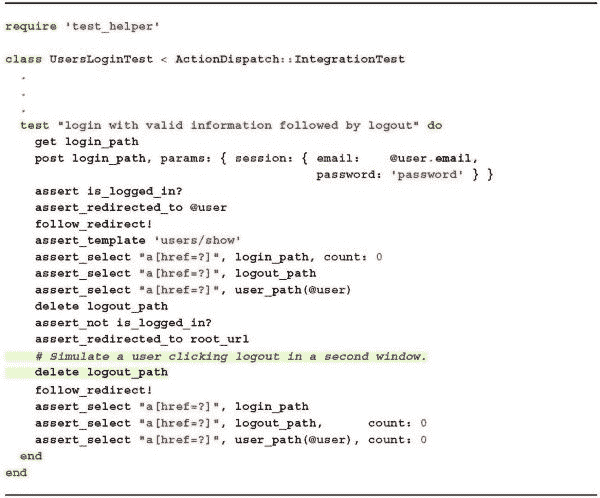 require 'test_helper'
class UsersLoginTest < ActionDispatch::IntegrationTest
.
.
.
test "login with valid information followed by logout" do
get login_path
post login_path, params: { session: { email:    @user.email,
password: 'password' } }
assert is_logged_in?
assert_redirected_to @user
follow_redirect!
assert_template 'users/show'
assert_select "a[href=?]", login_path, count: 0
assert_select "a[href=?]", logout_path
assert_select "a[href=?]", user_path(@user)
delete logout_path
assert_not is_logged_in?
assert_redirected_to root_url
# Simulate a user clicking logout in a second window.
delete logout_path
follow_redirect!
assert_select "a[href=?]", login_path
assert_select "a[href=?]", logout_path,      count: 0
assert_select "a[href=?]", user_path(@user), count: 0
end
end